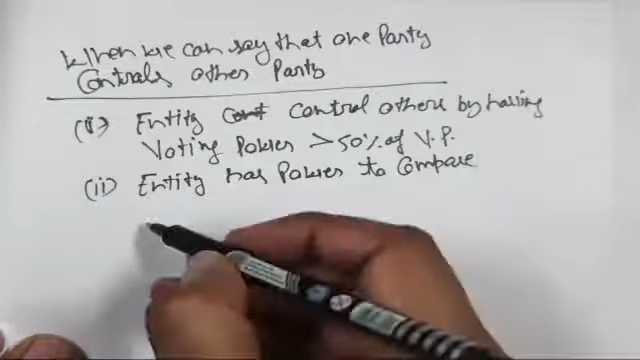 When we can say that one Party
Controls other Party
(i) Entity Cont Control others by having
Voting Power >50% of V.P.
(ii) Entity has Power to Compare